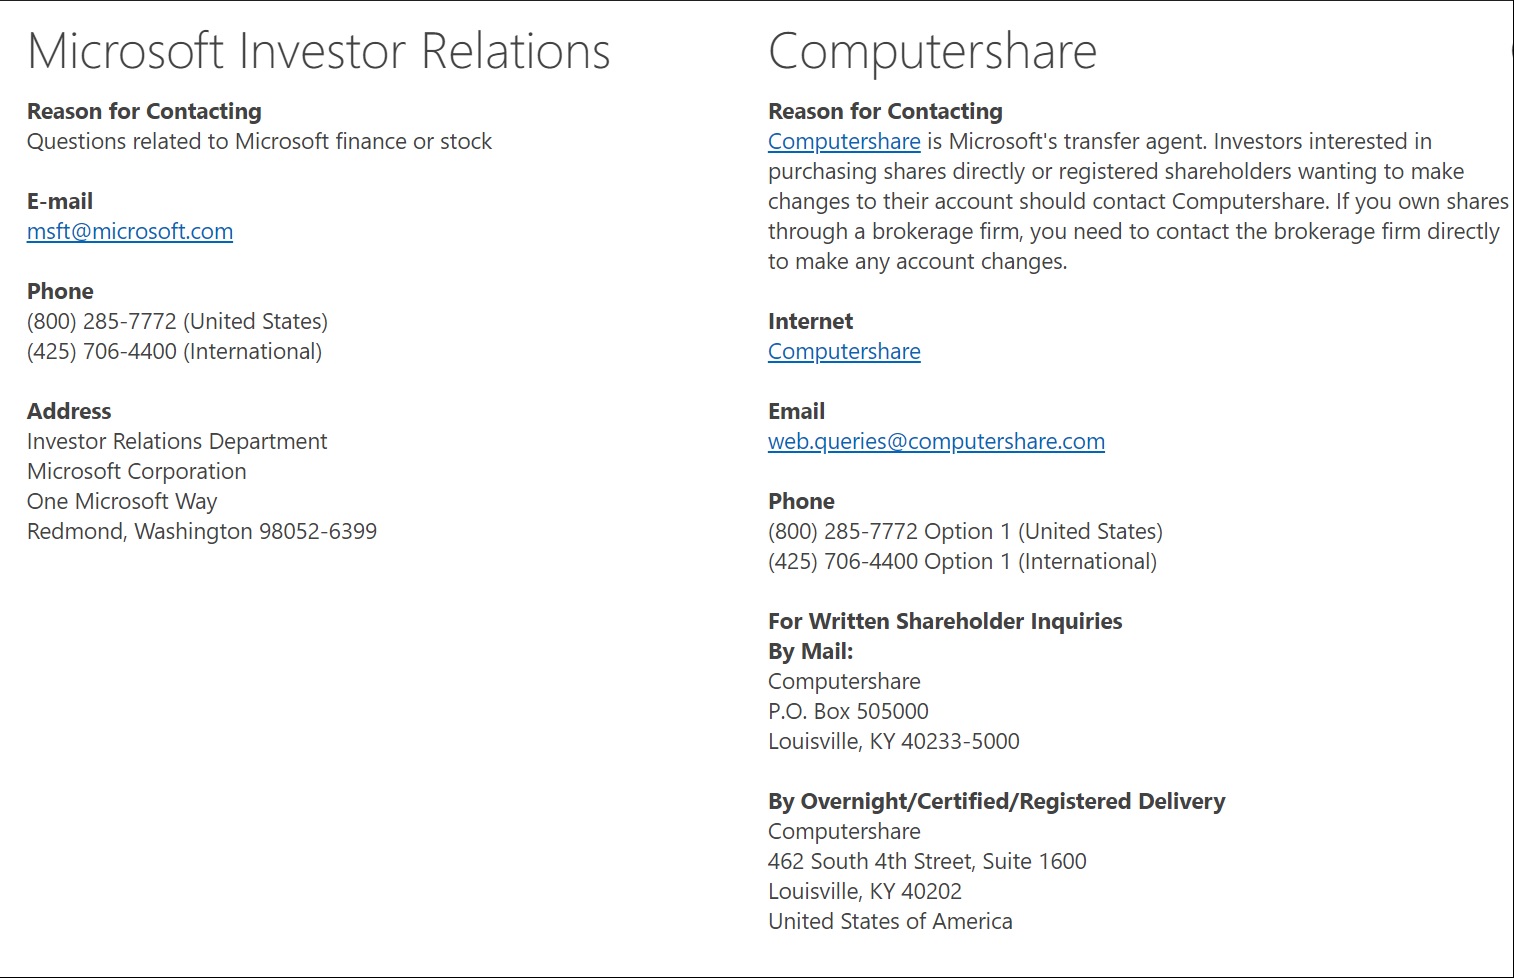 Microsoft Investor Relations
Reason for Contacting
Questions related to Microsoft finance or stock
E-mail
msft@microsoft.com
Phone
(800) 285-7772 (United States)
(425) 706-4400 (International)
Address
Investor Relations Department
Microsoft Corporation
One Microsoft Way
Redmond, Washington 98052-6399
Computershare
Reason for Contacting
Computershare is Microsoft's transfer agent. Investors interested in
purchasing shares directly or registered shareholders wanting to make
changes to their account should contact Computershare. If you own shares
through a brokerage firm, you need to contact the brokerage firm directly
to make any account changes.
Internet
Computershare
Email
web.queries@computershare.com
Phone
(800) 285-7772 Option 1 (United States)
(425) 706-4400 Option 1 (International)
For Written Shareholder Inquiries
By Mail:
Computershare
P.O. Box 505000
Louisville, KY 40233-5000
By Overnight/Certified/Registered Delivery
Computershare
462 South 4th Street, Suite 1600
Louisville, KY 40202
United States of America